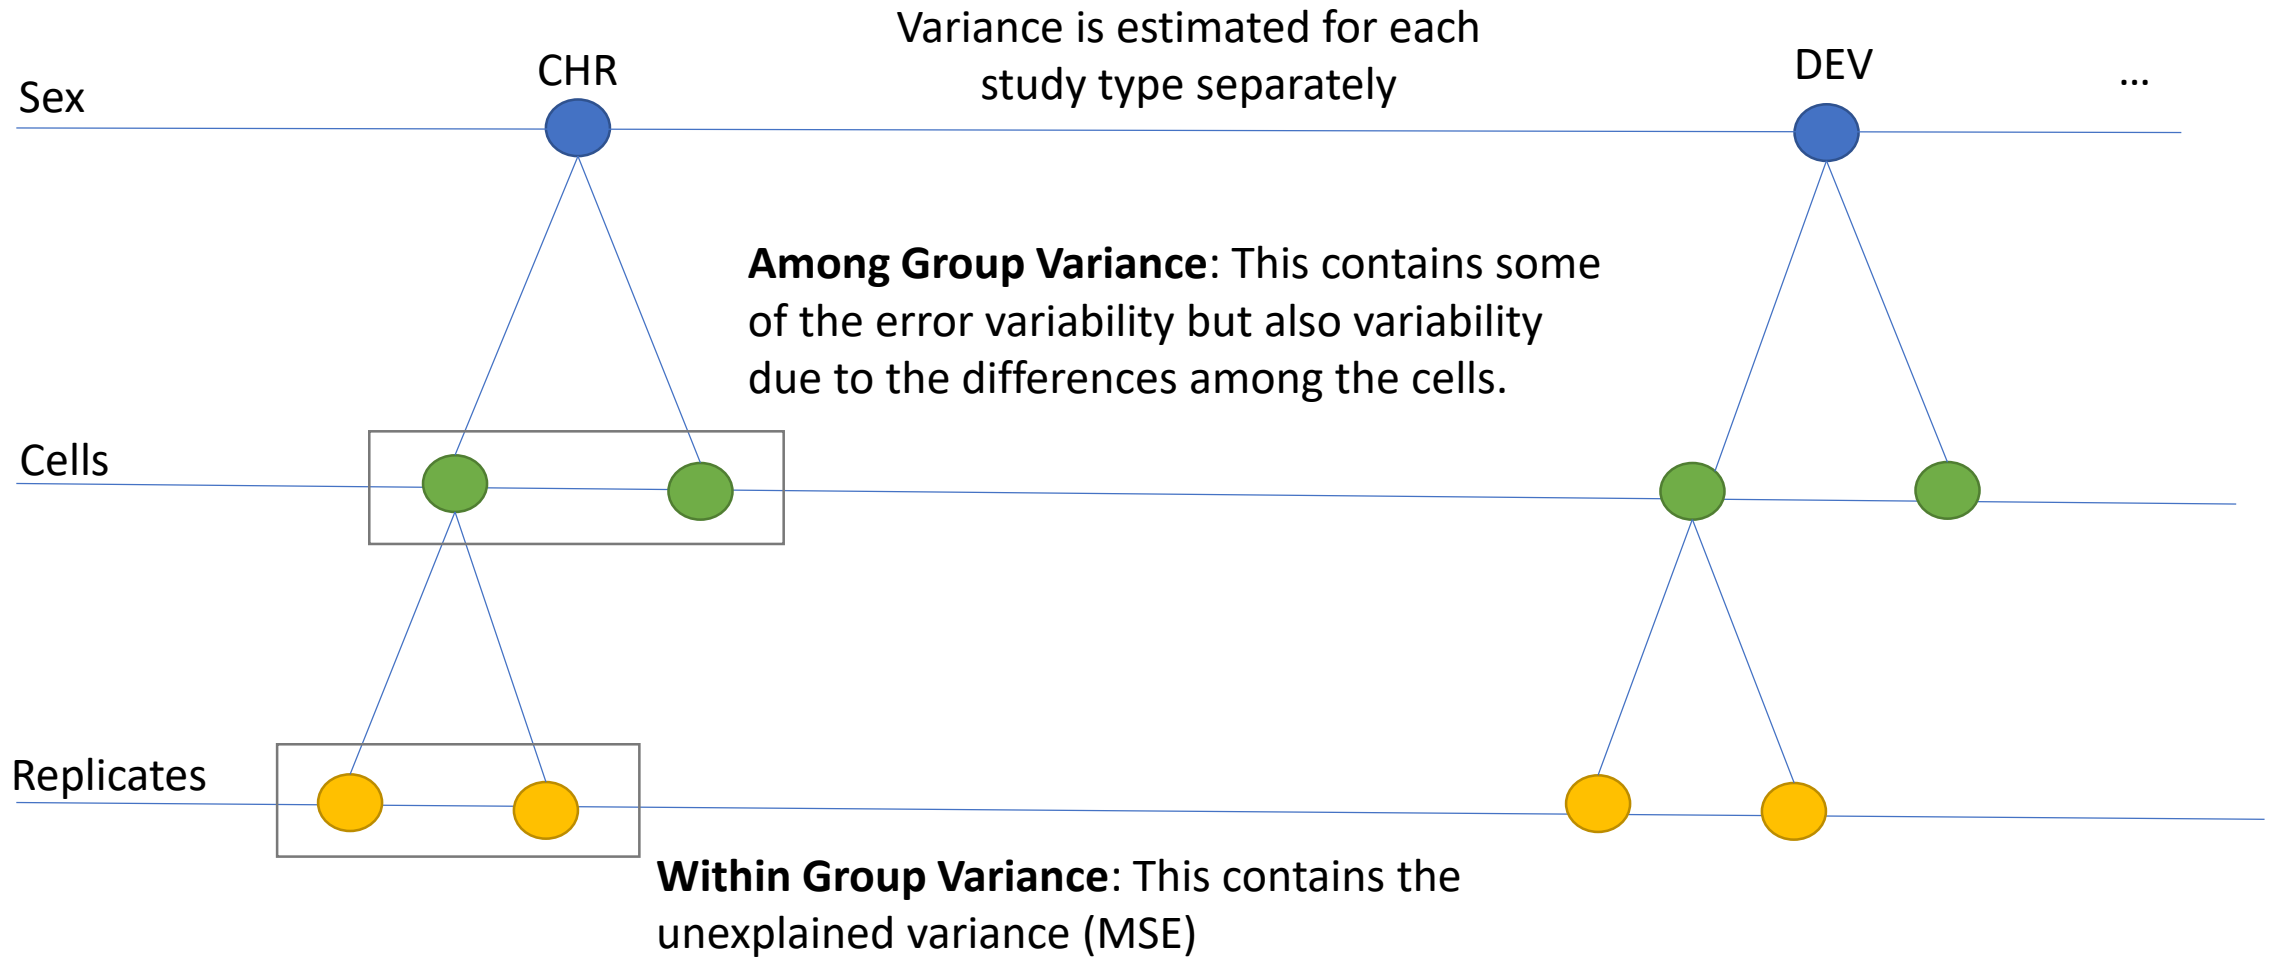 Variance is estimated for each
study type separately
Sex
CHR
DEV
...
Among Group Variance: This contains some
of the error variability but also variability
due to the differences among the cells.
Cells
Replicates
Within Group Variance: This contains the
unexplained variance (MSE)